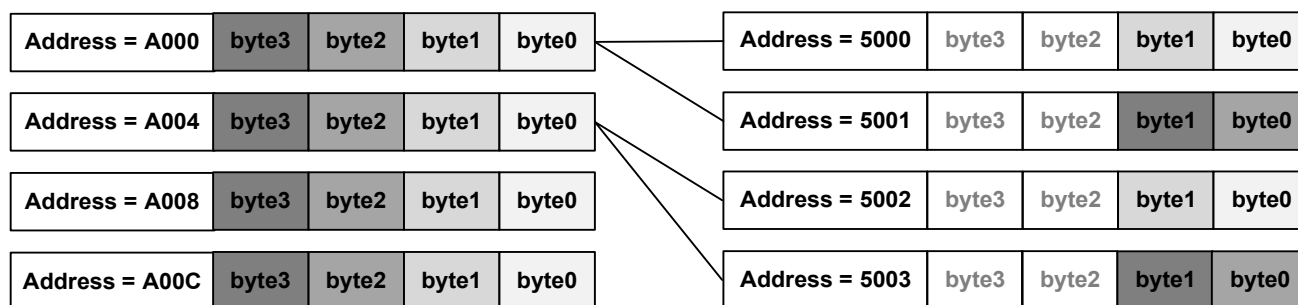 Address = A000 byte3 byte2 byte1 byte0 Address = 5000 byte3 byte2 byte1 byte0
Address = A004 byte3 byte2 byte1 byte0 Address = 5001 byte3 byte2 byte1 byte0
Address = A008 byte3 byte2 byte1 byte0 Address = 5002 byte3 byte2 byte1 byte0
Address = A00C byte3 byte2 byte1 byte0 Address = 5003 byte3 byte2 byte1 byte0